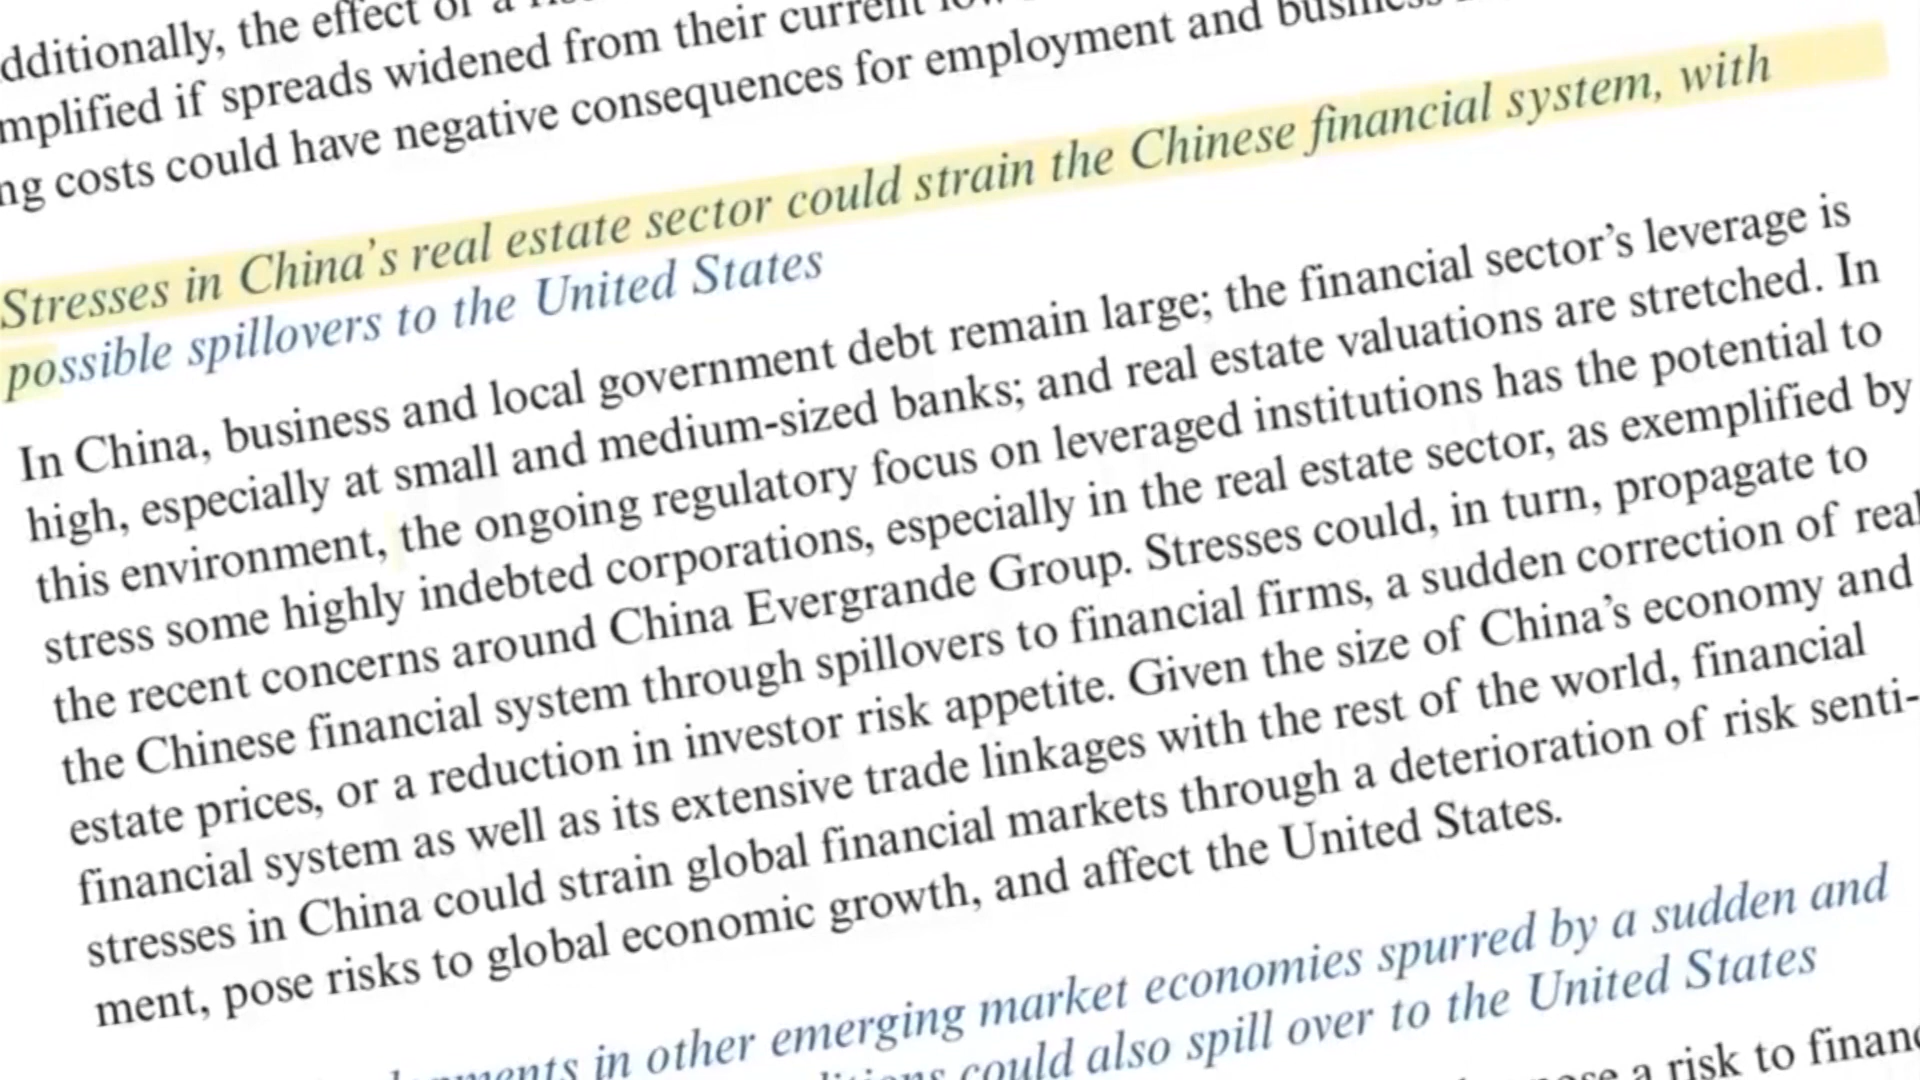 dditionally, the effect of a
mplified if spreads widened from their current
ng costs could have negative consequences for employment and business
Stresses in China’s real estate sector could strain the Chinese financial system, with
possible spillovers to the United States
In China, business and local government debt remain large; the financial sector’s leverage is
high, especially at small and medium-sized banks; and real estate valuations are stretched. In
this environment, the ongoing regulatory focus on leveraged institutions has the potential to
stress some highly indebted corporations, especially in the real estate sector, as exemplified by
the recent concerns around China Evergrande Group. Stresses could, in turn, propagate to
the Chinese financial system through spillovers to financial firms, a sudden correction of real
estate prices, or a reduction in investor risk appetite. Given the size of China’s economy and
financial system as well as its extensive trade linkages with the rest of the world, financial
stresses in China could strain global financial markets through a deterioration of risk senti-
ment, pose risks to global economic growth, and affect the United States.
in other emerging market economies spurred by a sudden and
could also spill over to the United States
a risk to financ